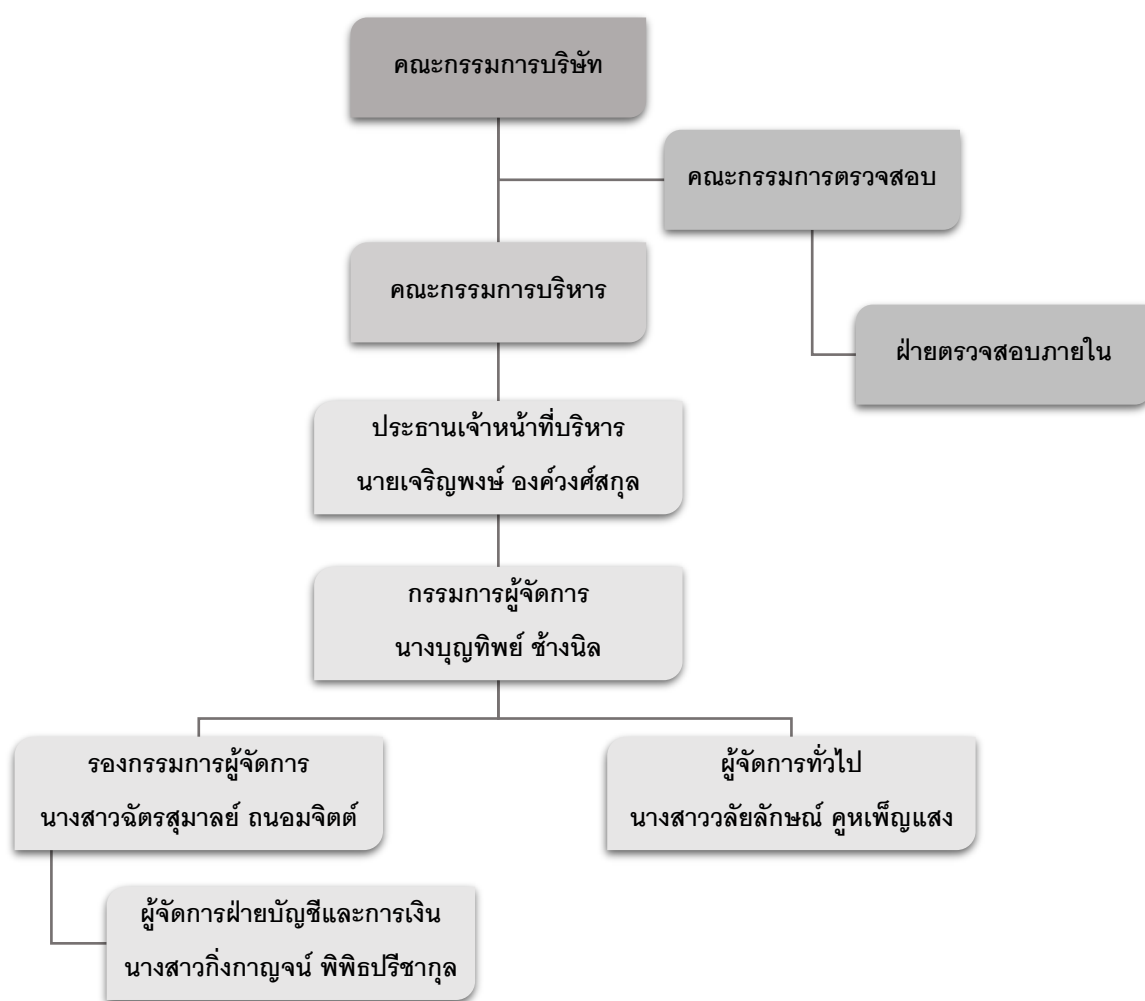 คณะกรรมการบริษัท
คณะกรรมการตรวจสอบ
คณะกรรมการบริหาร
ฝ่ายตรวจสอบภายใน
ประธานเจ้าหน้าที่บริหาร
นายเจริญพงษ์ องค์วงศ์สกุล
กรรมการผู้จัดการ
นางบุญทิพย์ ช้างนิล
รองกรรมการผู้จัดการ
นางสาวฉัตรสุมาลย์ ถนอมจิตต์
ผู้จัดการทั่วไป
นางสาววลัยลักษณ์ คูหเพ็ญแสง
ผู้จัดการฝ่ายบัญชีและการเงิน
นางสาวกิ่งกาญจน์ พิพิธปรีชากุล